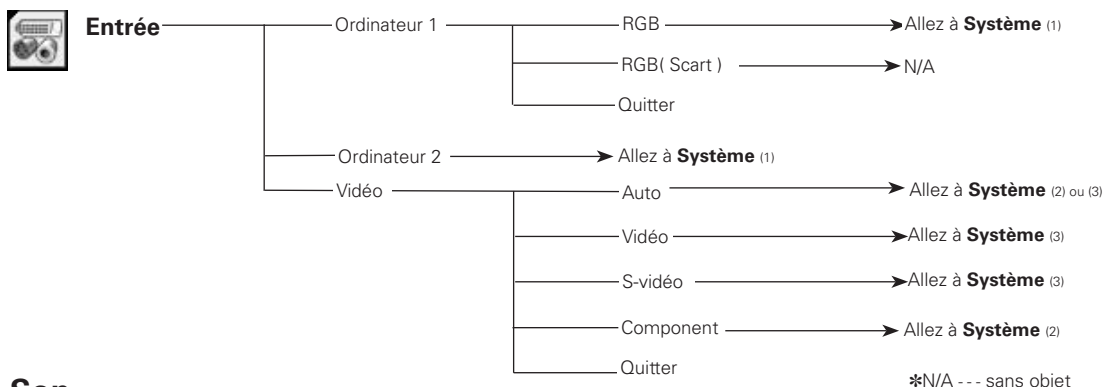 Entrée Ordinateur 1 RGB Allez à Système (1)
RGB( Scart ) N/A
Quitter
Ordinateur 2 Allez à Système (1)
Vidéo Auto Allez à Système (2) ou (3)
Vidéo Allez à Système (3)
S-vidéo Allez à Système (3)
Component Allez à Système (2)
Quitter
✻N/A - - - sans objet
Son